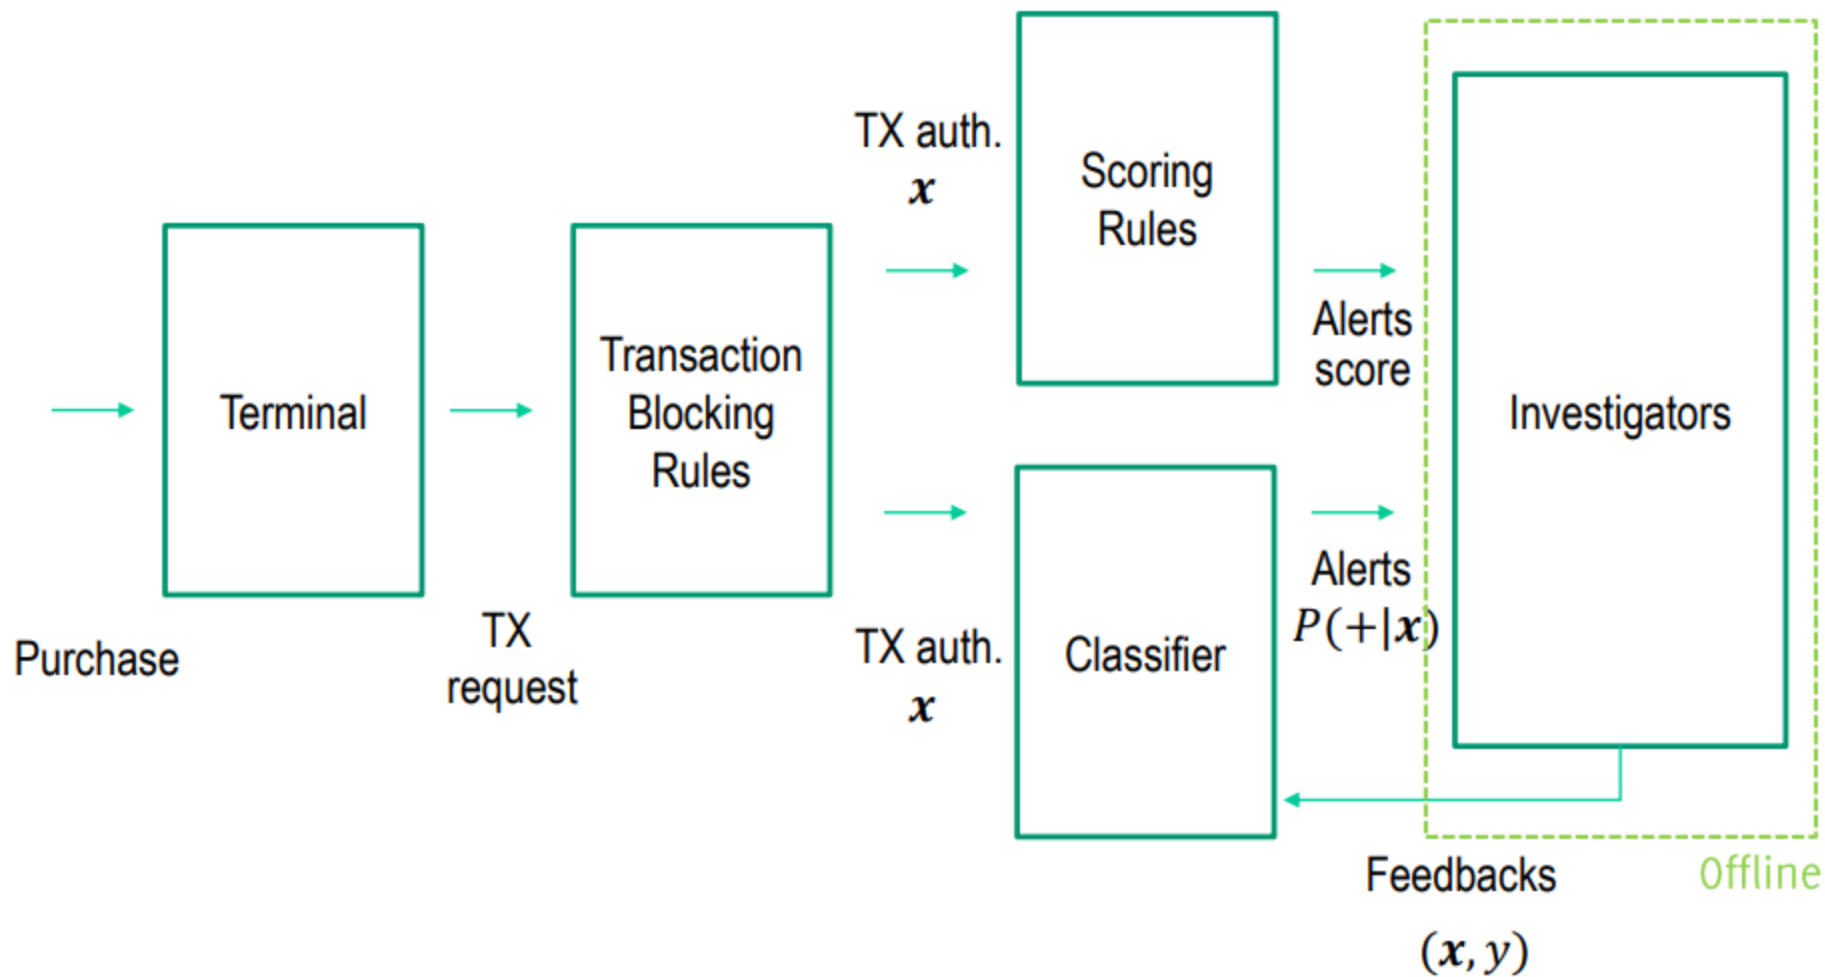 Purchase
Terminal
TX
request
Transaction
Blocking
Rules
TX auth.
x
Scoring
Rules
Alerts
score
TX auth.
x
Classifier
Alerts
P(+|x)
Investigators
Feedbacks
(x, y)
Offline